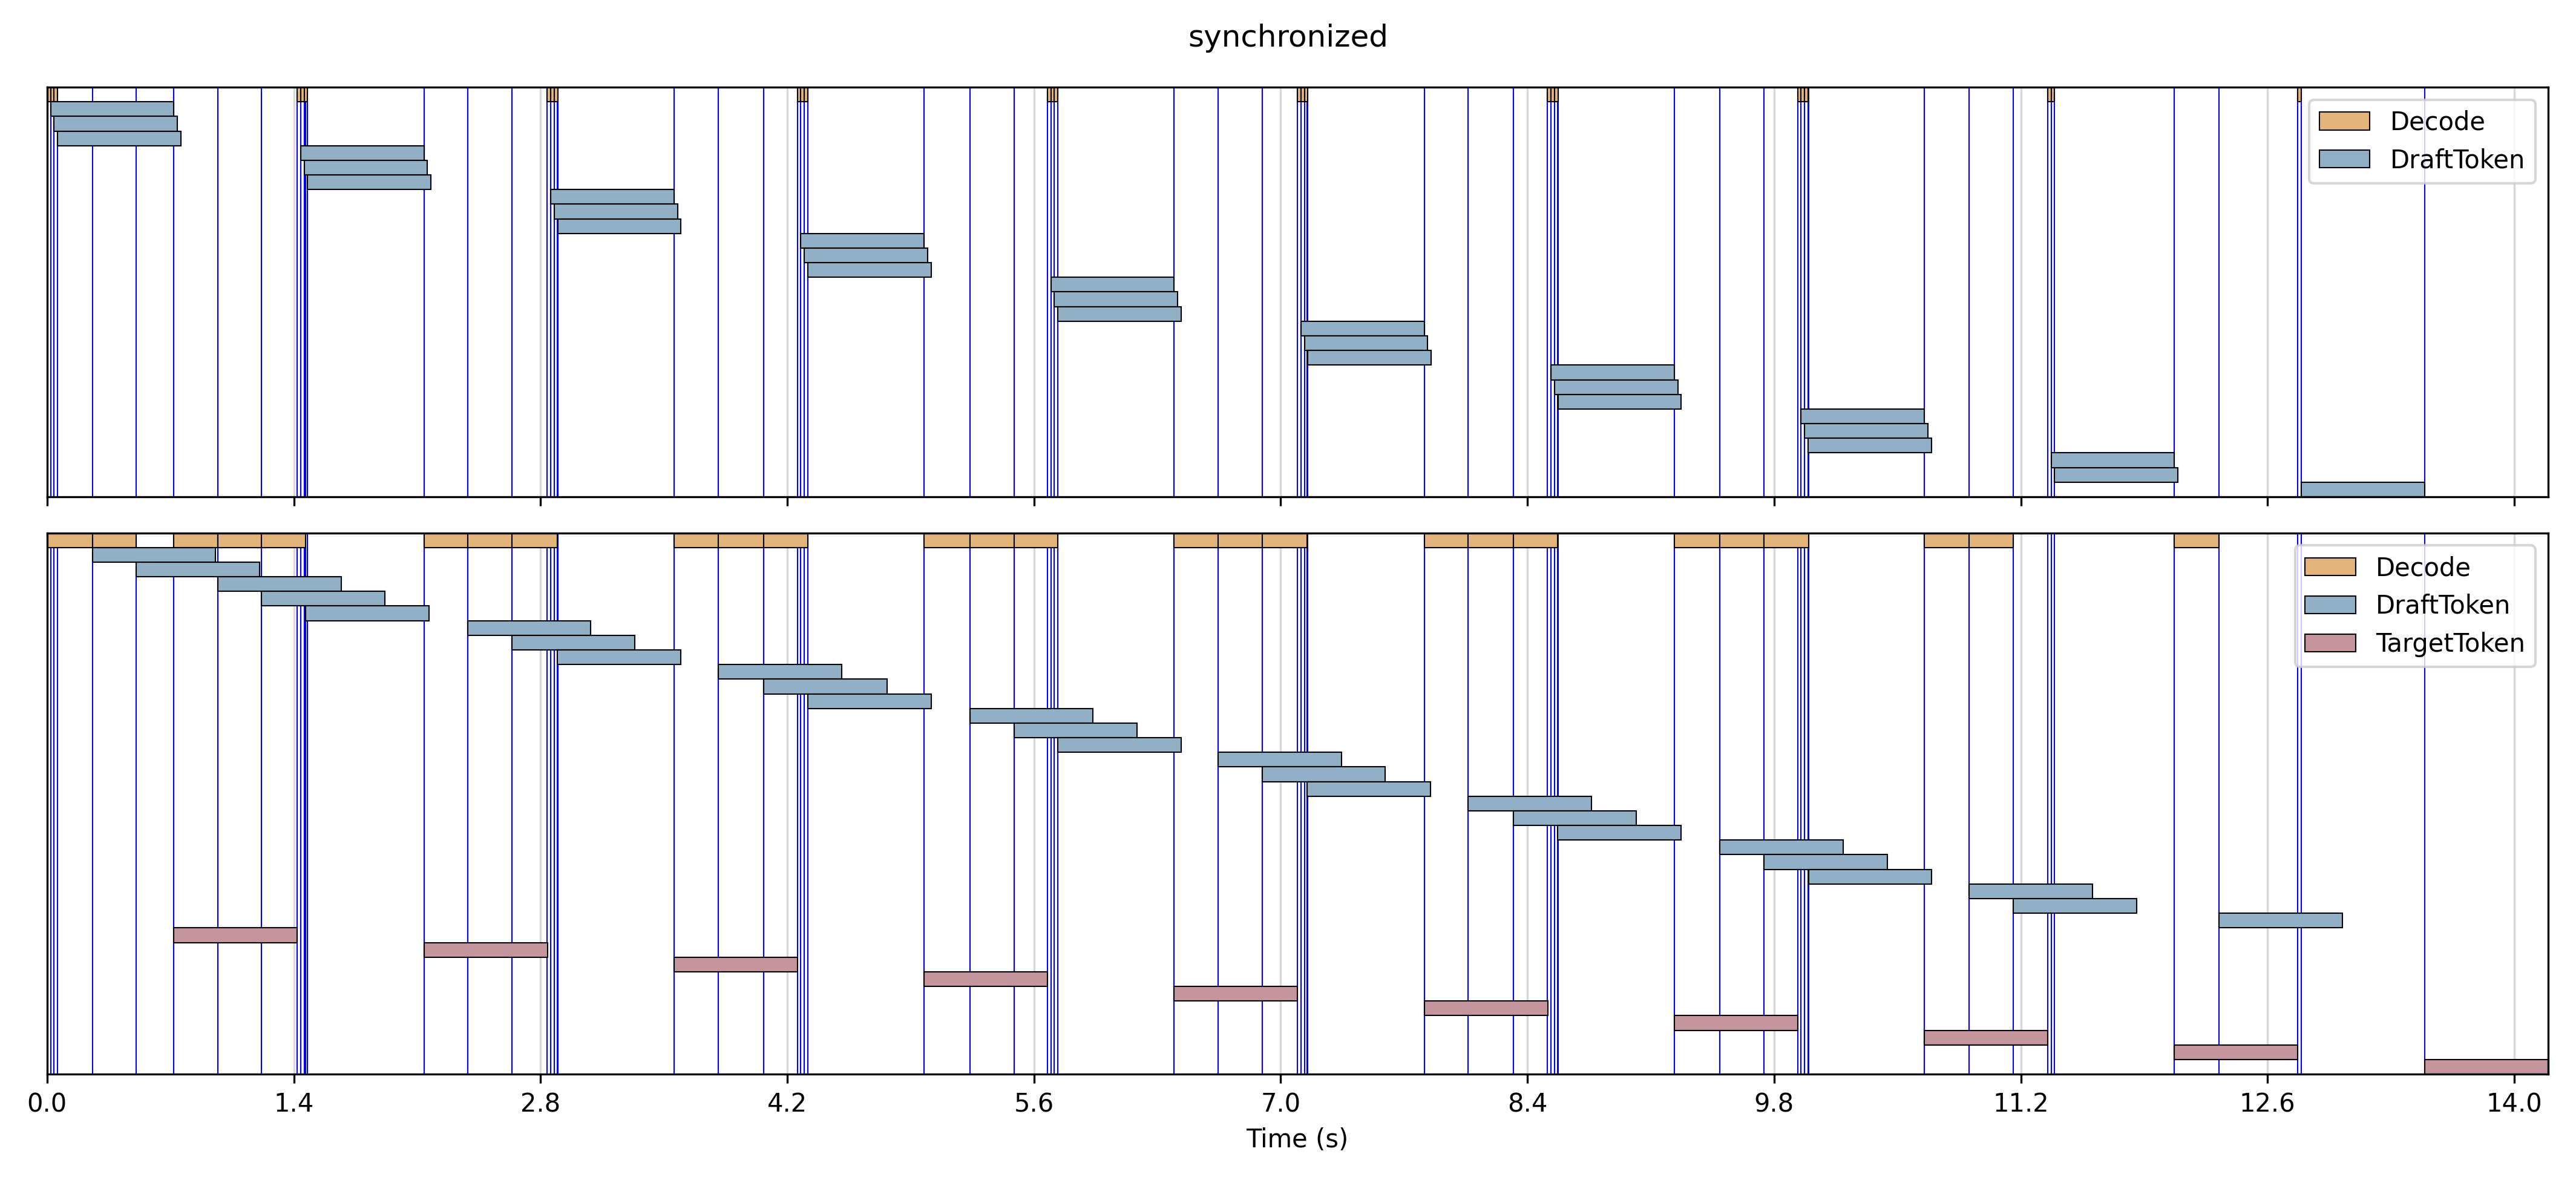 synchronized
Decode
DraftToken
Decode
DraftToken
TargetToken
0.0 1.4 2.8 4.2 5.6 7.0 8.4 9.8 11.2 12.6 14.0
Time (s)